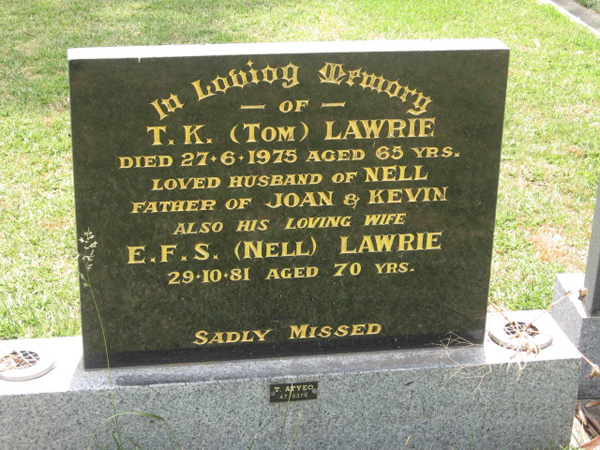 In Loving Memory
— OF —
T. K. (TOM) LAWRIE
DIED 27·6·1975 AGED 65 YRS.
LOVED HUSBAND OF NELL
FATHER OF JOAN & KEVIN
ALSO HIS LOVING WIFE
E. F. S. (NELL) LAWRIE
29·10·81 AGED 70 YRS.
SADLY MISSED
T. ATYEO